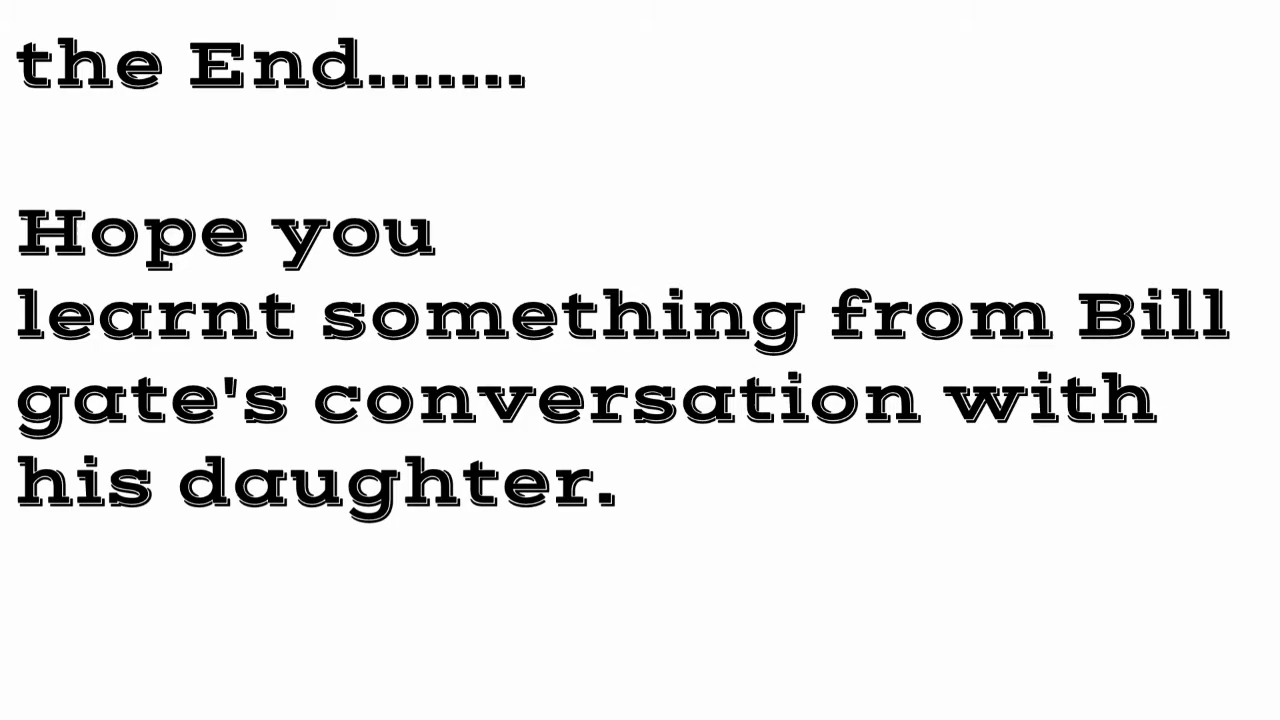 the End.......
Hope you
learnt something from Bill
gate's conversation with
his daughter.